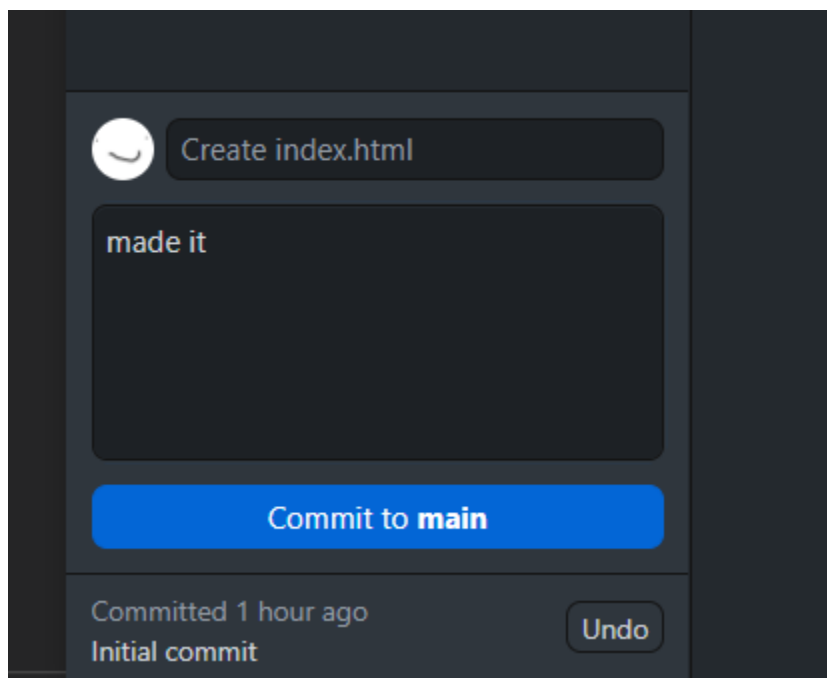 Create index.html
made it
Commit to main
Committed 1 hour ago
Undo
Initial commit